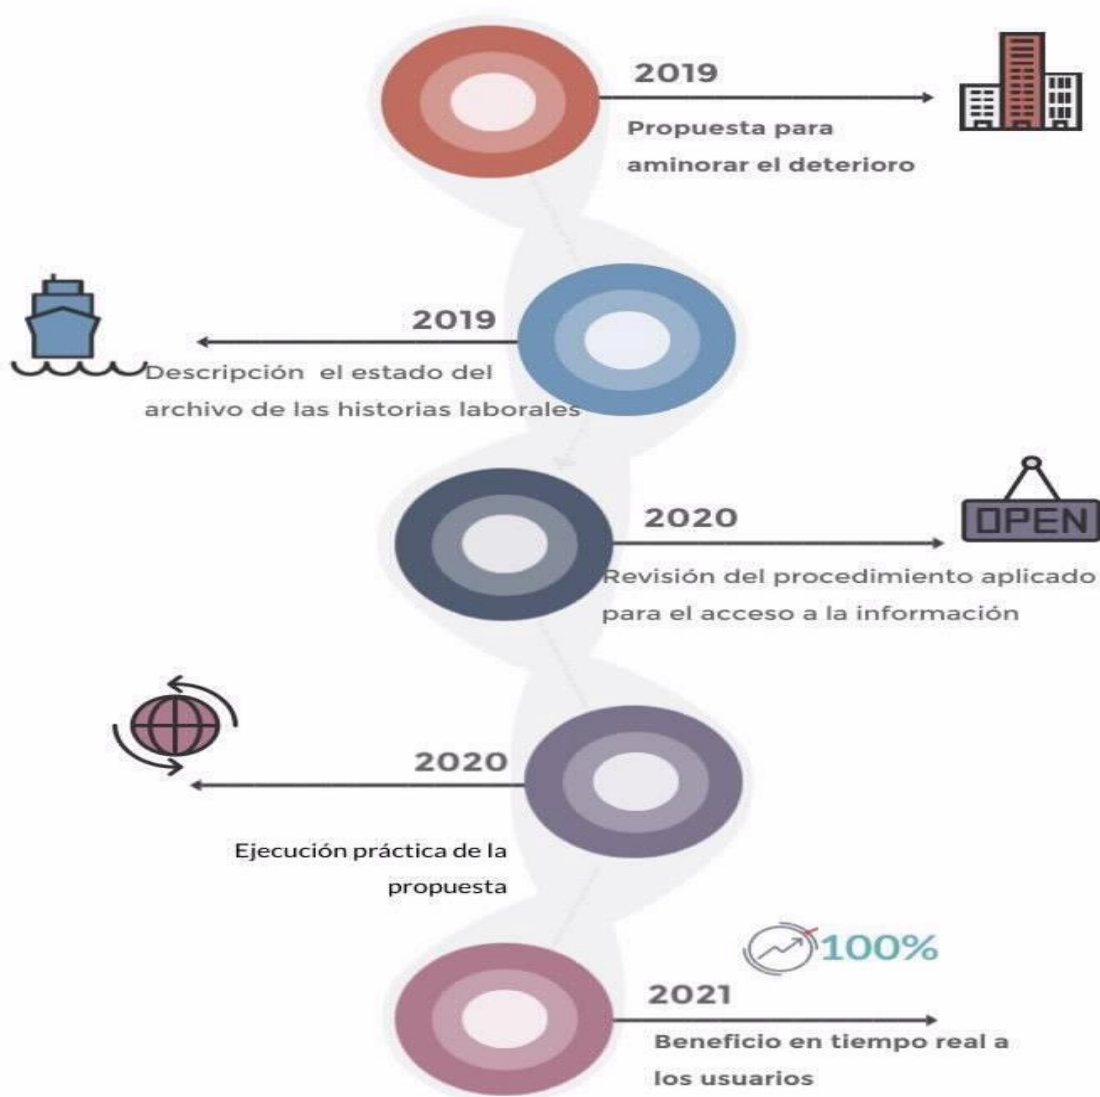 2019
Propuesta para
aminorar el deterioro
2019
Descripción el estado del
archivo de las historias laborales
OPEN
2020
Revisión del procedimiento aplicado
para el acceso a la información
2020
Ejecución práctica de la
propuesta
100%
2021
Beneficio en tiempo real a
los usuarios